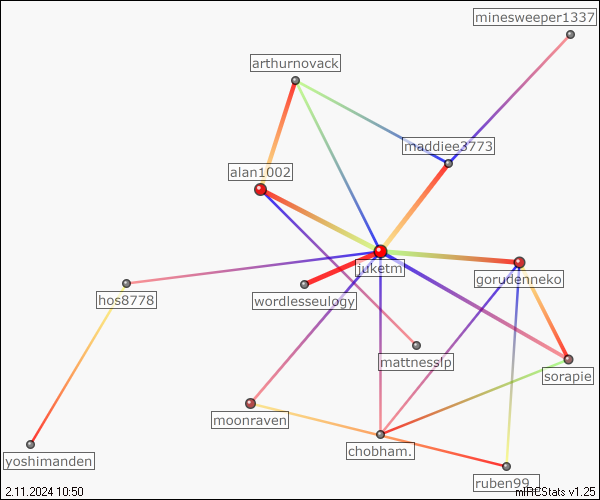 minesweeper1337
arthurnovack
maddiee3773
alan1002
juketm
gorudenneko
hos8778
wordlesseulogy
mattnesslp
sorapie
moonraven
chobham.
yoshimanden
ruben99_
2.11.2024 10:50
mIRCStats v1.25